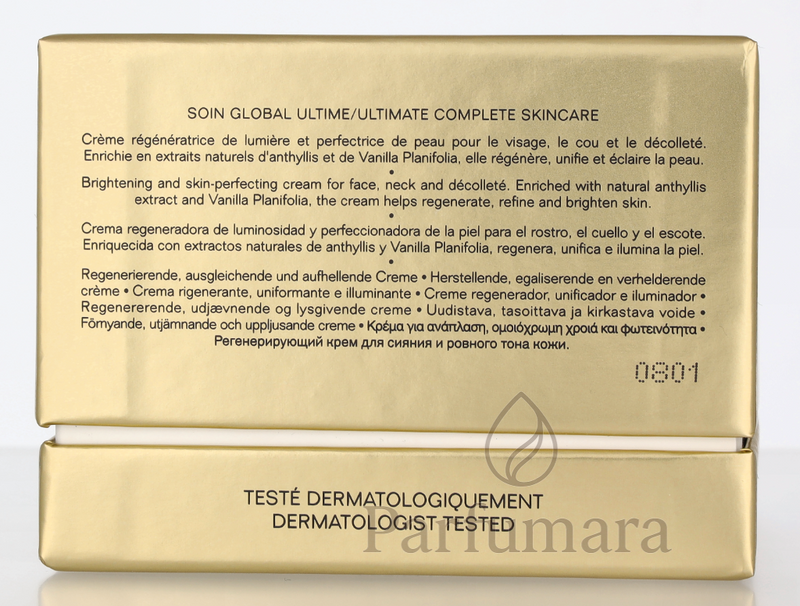 SOIN GLOBAL ULTIME/ULTIMATE COMPLETE SKINCARE
Crème régénératrice de lumière et perfectrice de peau pour le visage, le cou et le décolleté.
Enrichie en extraits naturels d'anthyllis et de Vanilla Planifolia, elle régénère, unifie et éclaire la peau.
•
Brightening and skin-perfecting cream for face, neck and décolleté. Enriched with natural anthyllis
extract and Vanilla Planifolia, the cream helps regenerate, refine and brighten skin.
•
Crema regeneradora de luminosidad y perfeccionadora de la piel para el rostro, el cuello y el escote.
Enriquecida con extractos naturales de anthyllis y Vanilla Planifolia, regenera, unifica e ilumina la piel.
•
Regenerierende, ausgleichende und aufhellende Creme • Herstellende, egaliserende en verhelderende
crème • Crema rigenerante, uniformante e illuminante • Creme regenerador, unificador e iluminador •
Regenererende, udjævnende og lysgivende creme • Uudistava, tasoittava ja kirkastava voide •
Förnyande, utjämnande och uppljusande creme • Κρέμα για ανάπλαση, ομοιόχρωμη χροιά και φωτεινότητα •
Регенерирующий крем для сияния и ровного тона кожи.
0801
TESTÉ DERMATOLOGIQUEMENT
DERMATOLOGIST TESTED
Parfumara